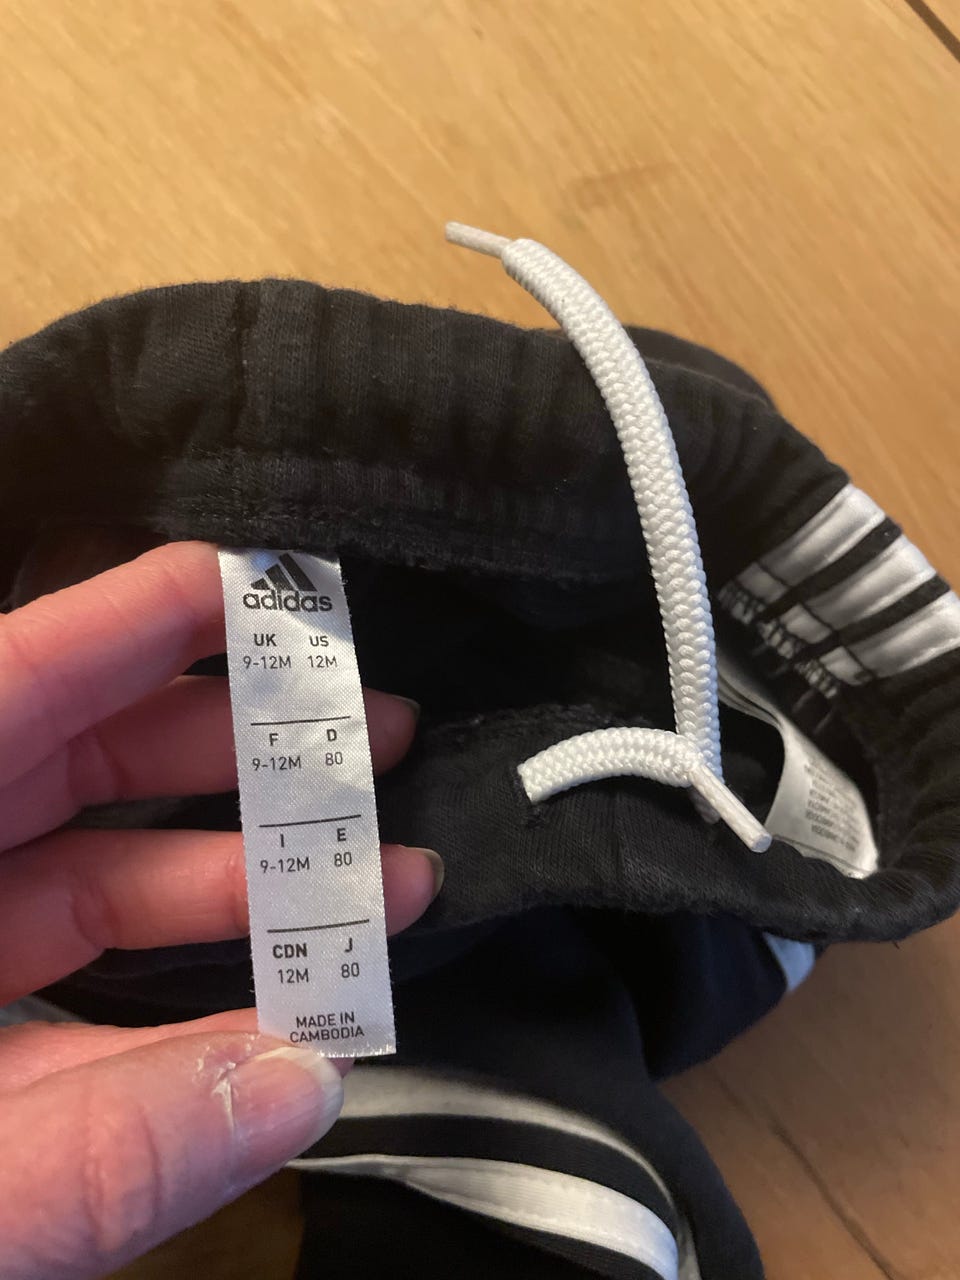 adidas
UK US
9-12M 12M
F D
9-12M 80
I E
9-12M 80
CDN J
12M 80
MADE IN
CAMBODIA